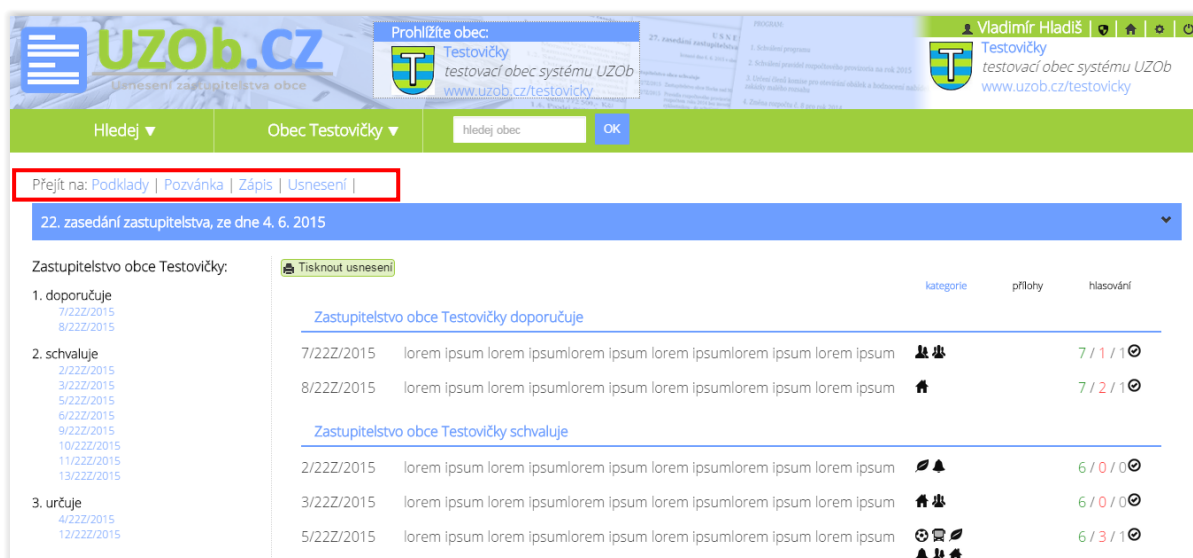 UZOb.CZ
Usnesení zastupitelstva obce
Prohlížíte obec:
Testovičky
testovací obec systému UZOb
www.uzob.cz/testovicky
Vladimír Hladiš
Testovičky
testovací obec systému UZOb
www.uzob.cz/testovicky
Hledej ▼ Obec Testovičky ▼ hledej obec OK
Přejít na: Podklady | Pozvánka | Zápis | Usnesení |
22. zasedání zastupitelstva, ze dne 4. 6. 2015
Zastupitelstvo obce Testovičky:
1. doporučuje
7/22Z/2015
8/22Z/2015
2. schvaluje
2/22Z/2015
3/22Z/2015
5/22Z/2015
6/22Z/2015
9/22Z/2015
10/22Z/2015
11/22Z/2015
13/22Z/2015
3. určuje
4/22Z/2015
12/22Z/2015
Tisknout usnesení
kategorie přílohy hlasování
Zastupitelstvo obce Testovičky doporučuje
7/22Z/2015 lorem ipsum lorem ipsumlorem ipsum lorem ipsumlorem ipsum lorem ipsum 7 / 1 / 1
8/22Z/2015 lorem ipsum lorem ipsumlorem ipsum lorem ipsumlorem ipsum lorem ipsum 7 / 2 / 1
Zastupitelstvo obce Testovičky schvaluje
2/22Z/2015 lorem ipsum lorem ipsumlorem ipsum lorem ipsumlorem ipsum lorem ipsum 6 / 0 / 0
3/22Z/2015 lorem ipsum lorem ipsumlorem ipsum lorem ipsumlorem ipsum lorem ipsum 6 / 0 / 0
5/22Z/2015 lorem ipsum lorem ipsumlorem ipsum lorem ipsumlorem ipsum lorem ipsum 6 / 3 / 1